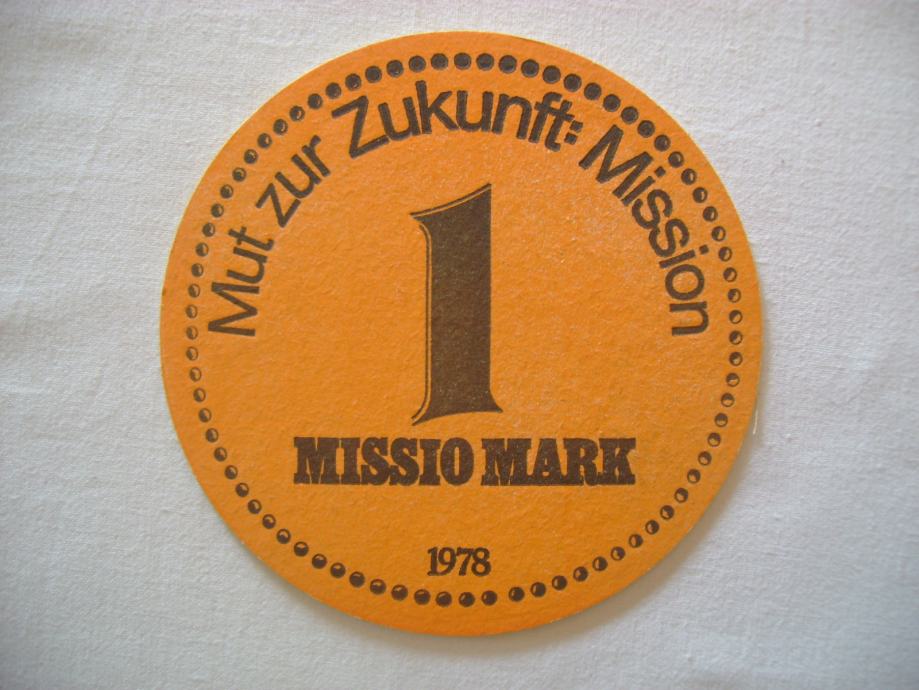 Mut zur Zukunft: Mission
1
MISSIO MARK
1978